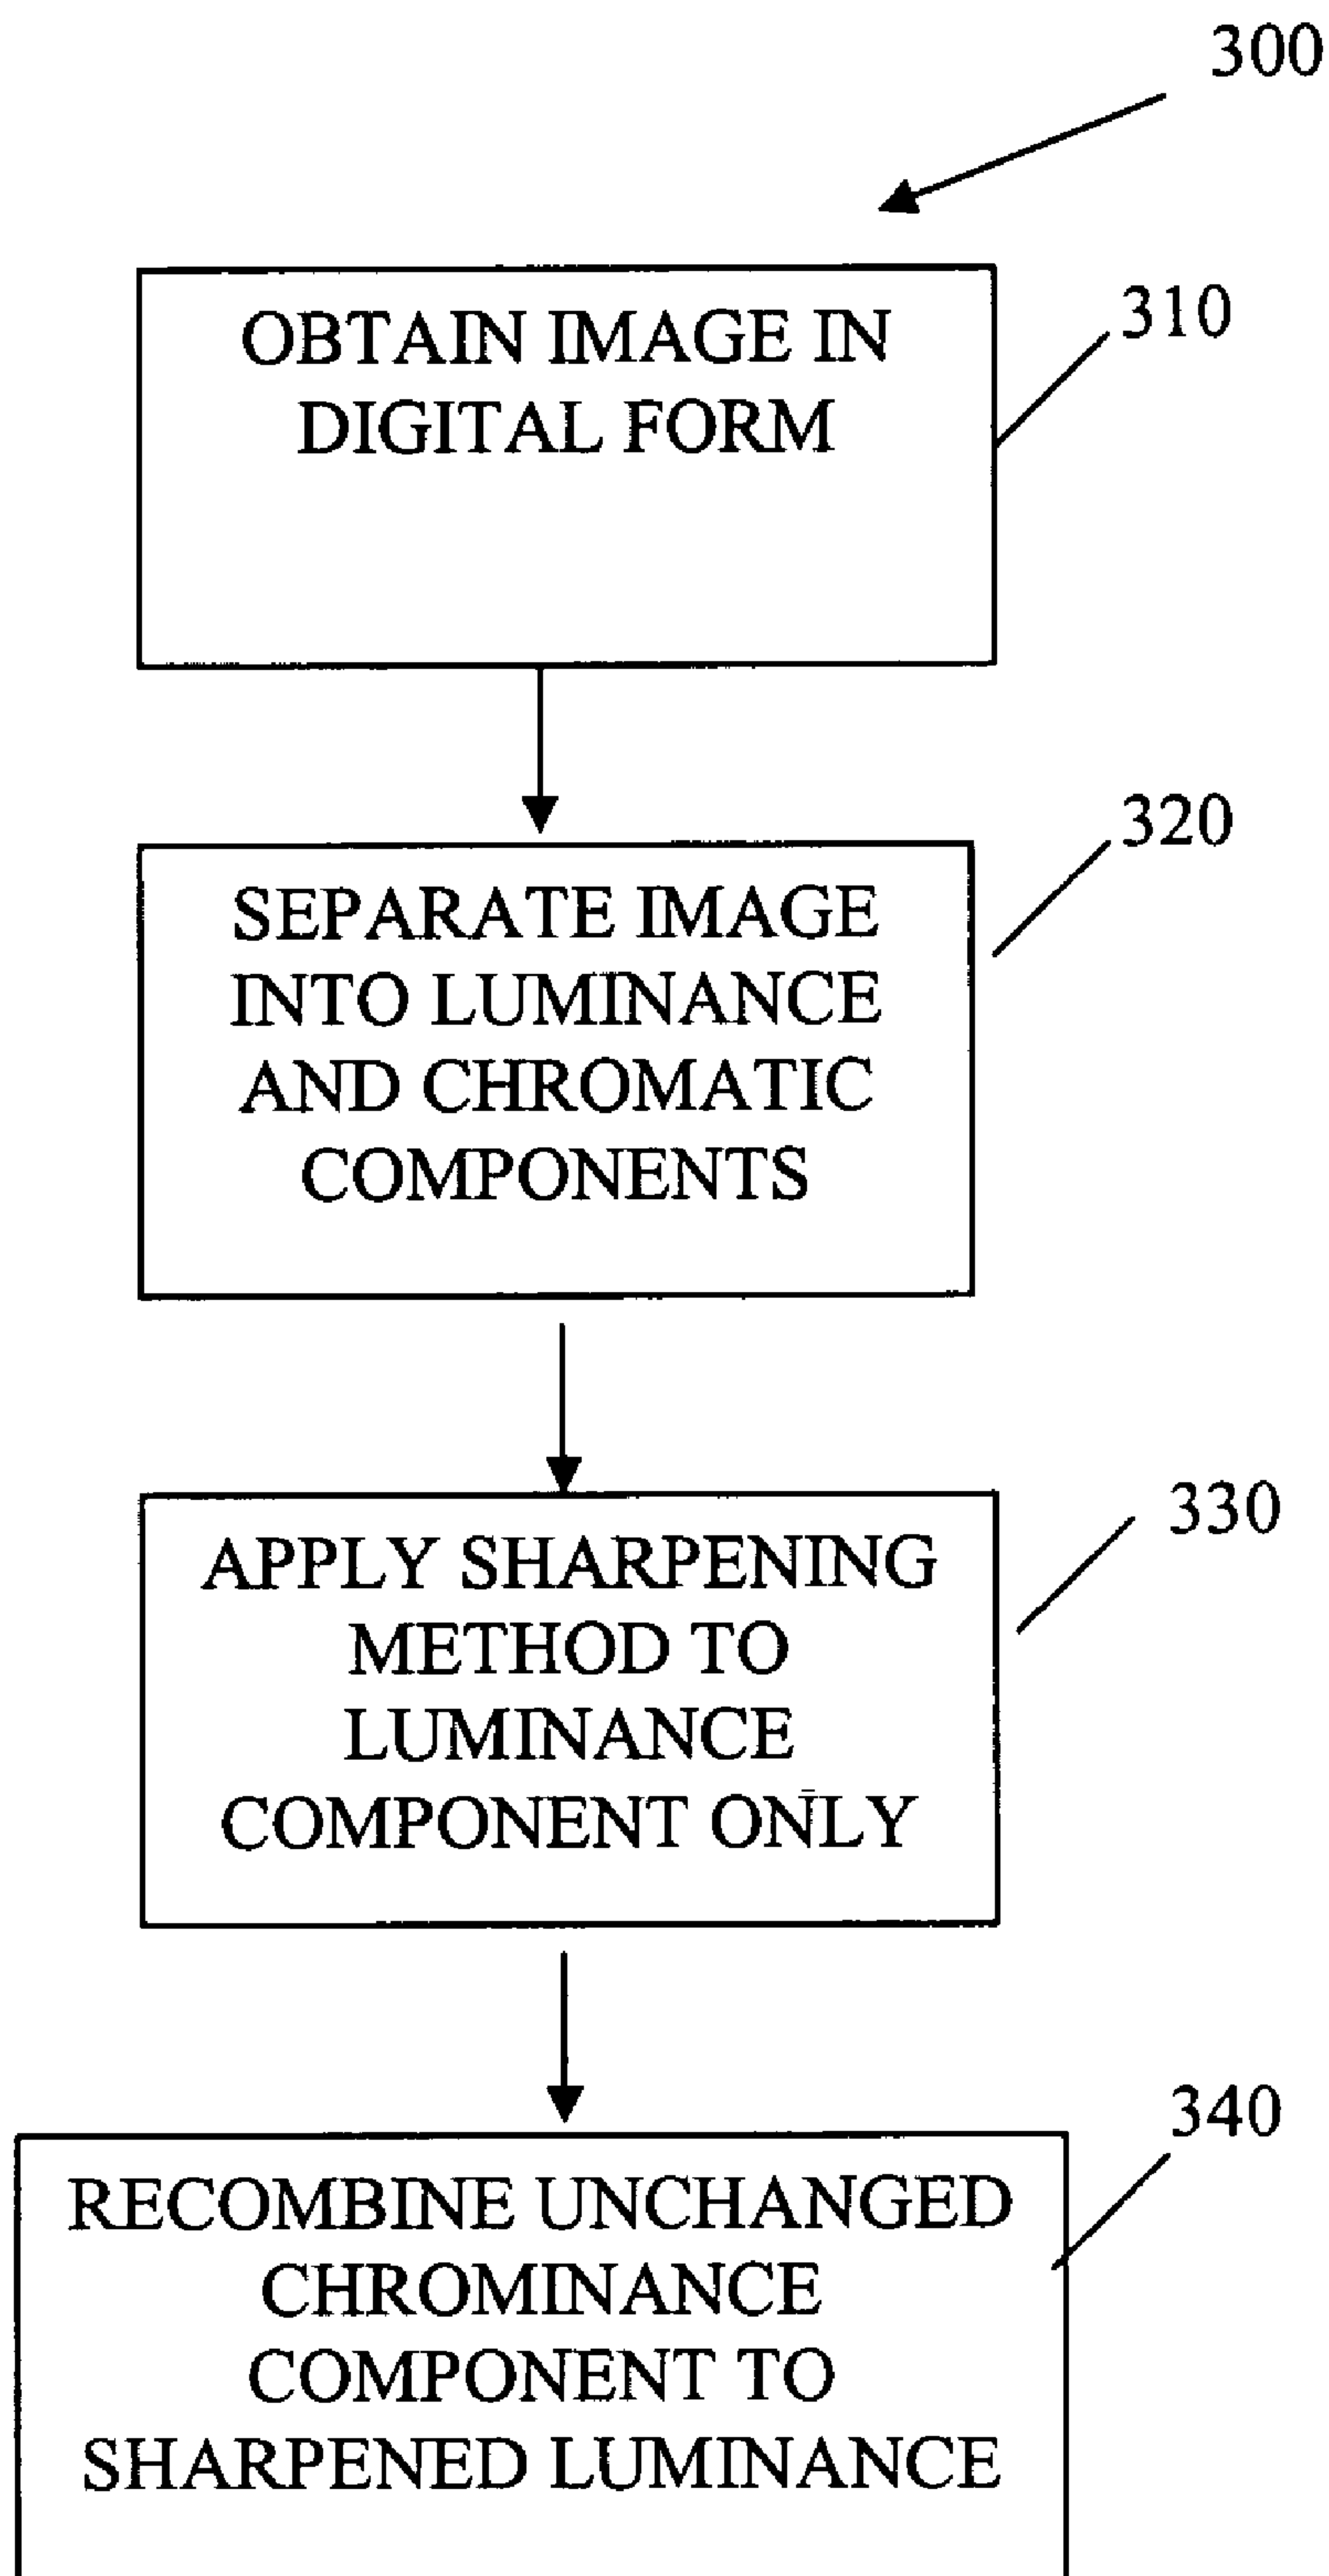 300
OBTAIN IMAGE IN
DIGITAL FORM
310
SEPARATE IMAGE
INTO LUMINANCE
AND CHROMATIC
COMPONENTS
320
APPLY SHARPENING
METHOD TO
LUMINANCE
COMPONENT ONLY
330
RECOMBINE UNCHANGED
CHROMINANCE
COMPONENT TO
SHARPENED LUMINANCE
340